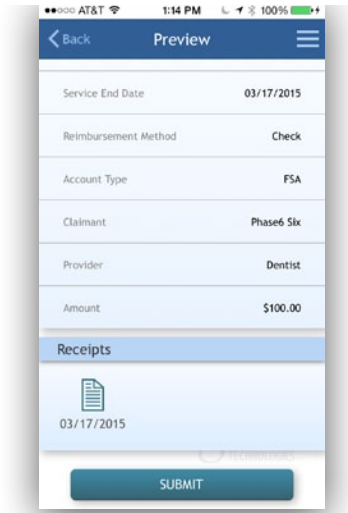 AT&T 1:14 PM 100%
Back Preview
Service End Date 03/17/2015
Reimbursement Method Check
Account Type FSA
Claimant Phase6 Six
Provider Dentist
Amount $100.00
Receipts
03/17/2015
TECHNOLOGIES
SUBMIT